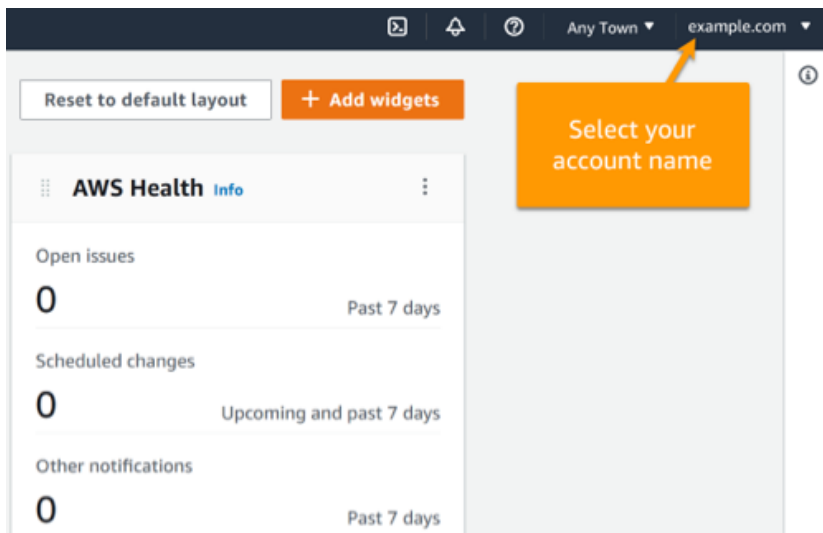 Any Town example.com
Reset to default layout + Add widgets
Select your
account name
AWS Health Info
Open issues
0 Past 7 days
Scheduled changes
0 Upcoming and past 7 days
Other notifications
0 Past 7 days